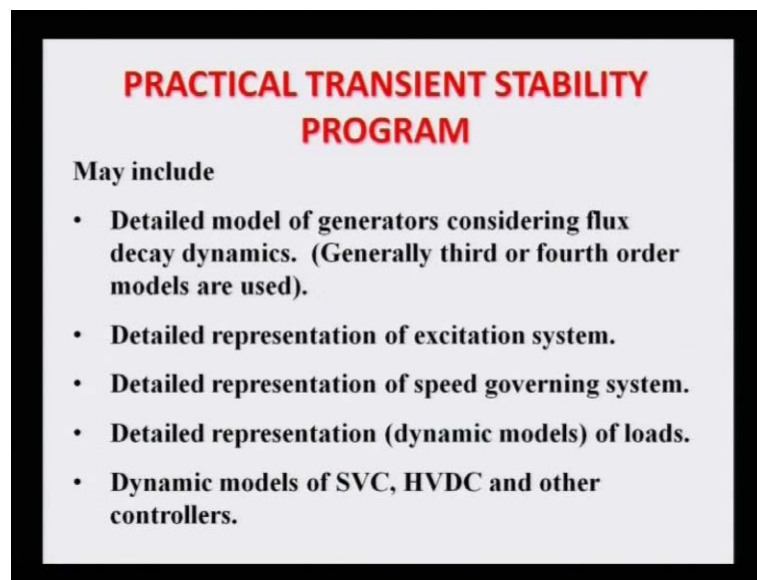 PRACTICAL TRANSIENT STABILITY
PROGRAM
May include
• Detailed model of generators considering flux
decay dynamics. (Generally third or fourth order
models are used).
• Detailed representation of excitation system.
• Detailed representation of speed governing system.
• Detailed representation (dynamic models) of loads.
• Dynamic models of SVC, HVDC and other
controllers.